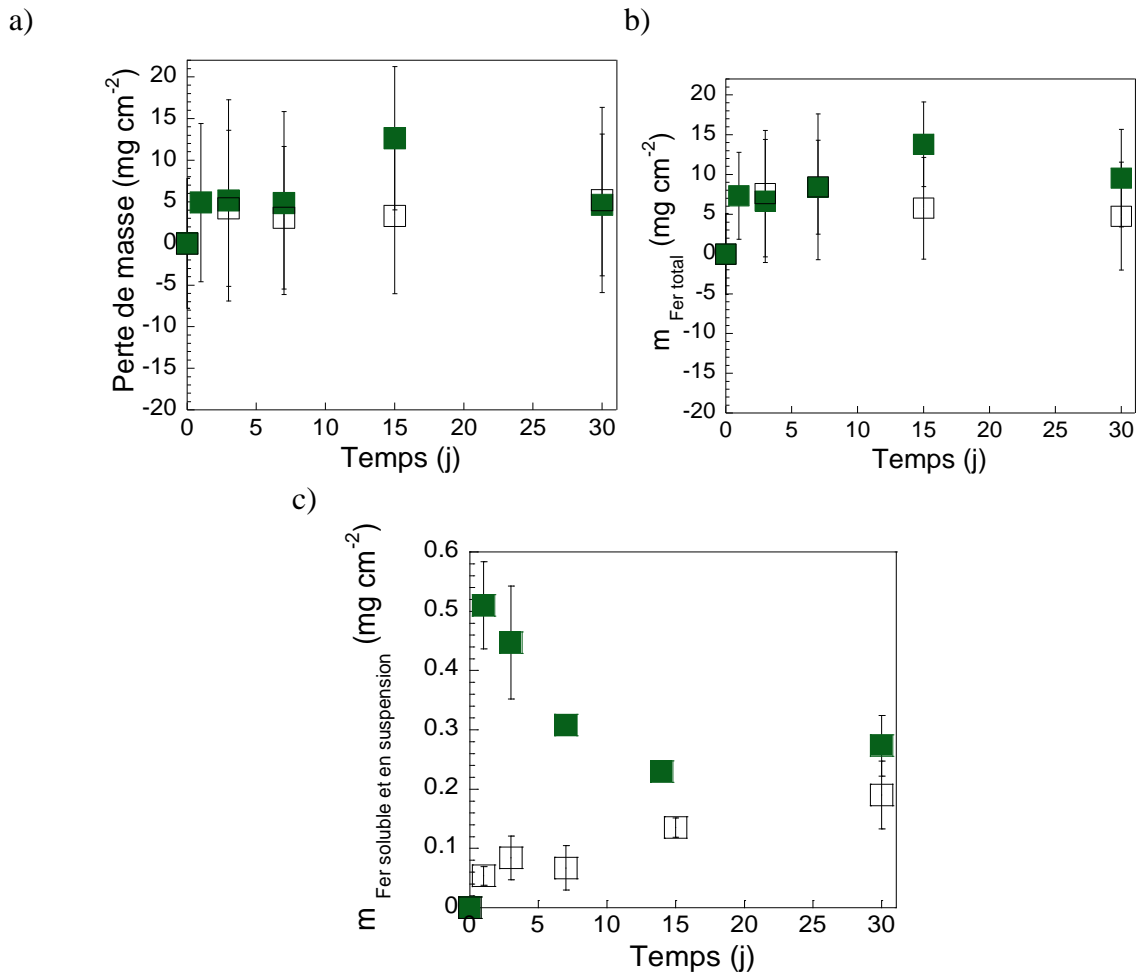 a)
b)
Perte de masse (mg cm-2)
20
15
10
5
0
-5
-10
-15
-20
0 5 10 15 20 25 30
Temps (j)
m Fer total (mg cm-2)
20
15
10
5
0
-5
-10
-15
-20
0 5 10 15 20 25 30
Temps (j)
c)
m Fer soluble et en suspension (mg cm-2)
0.6
0.5
0.4
0.3
0.2
0.1
0
0 5 10 15 20 25 30
Temps (j)